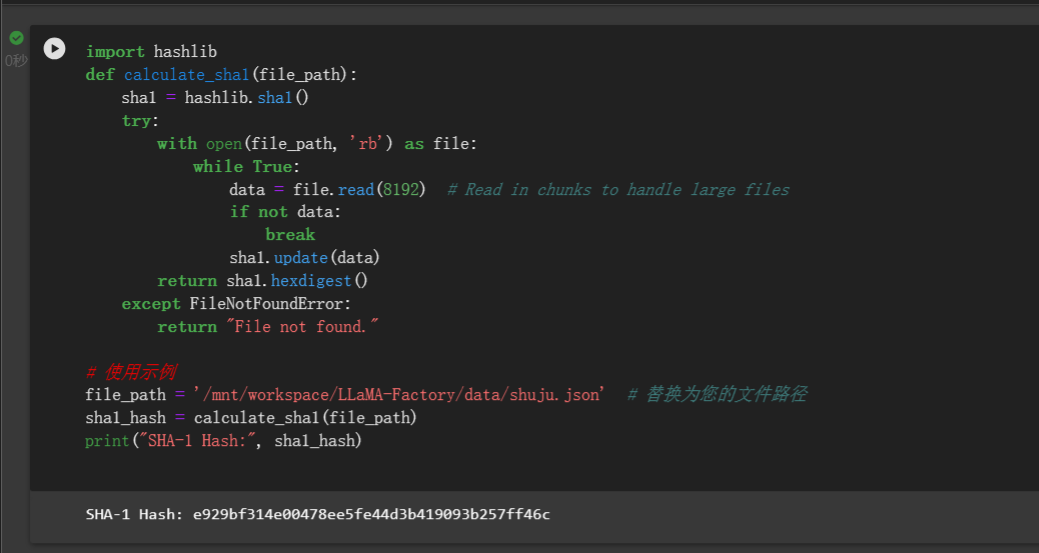 0秒
import hashlib
def calculate_sha1(file_path):
    sha1 = hashlib.sha1()
    try:
        with open(file_path, 'rb') as file:
            while True:
                data = file.read(8192)  # Read in chunks to handle large files
                if not data:
                    break
                sha1.update(data)
        return sha1.hexdigest()
    except FileNotFoundError:
        return "File not found."
# 使用示例
file_path = '/mnt/workspace/LLaMA-Factory/data/shuju.json'  # 替换为您的文件路径
sha1_hash = calculate_sha1(file_path)
print("SHA-1 Hash:", sha1_hash)
SHA-1 Hash: e929bf314e00478ee5fe44d3b419093b257ff46c